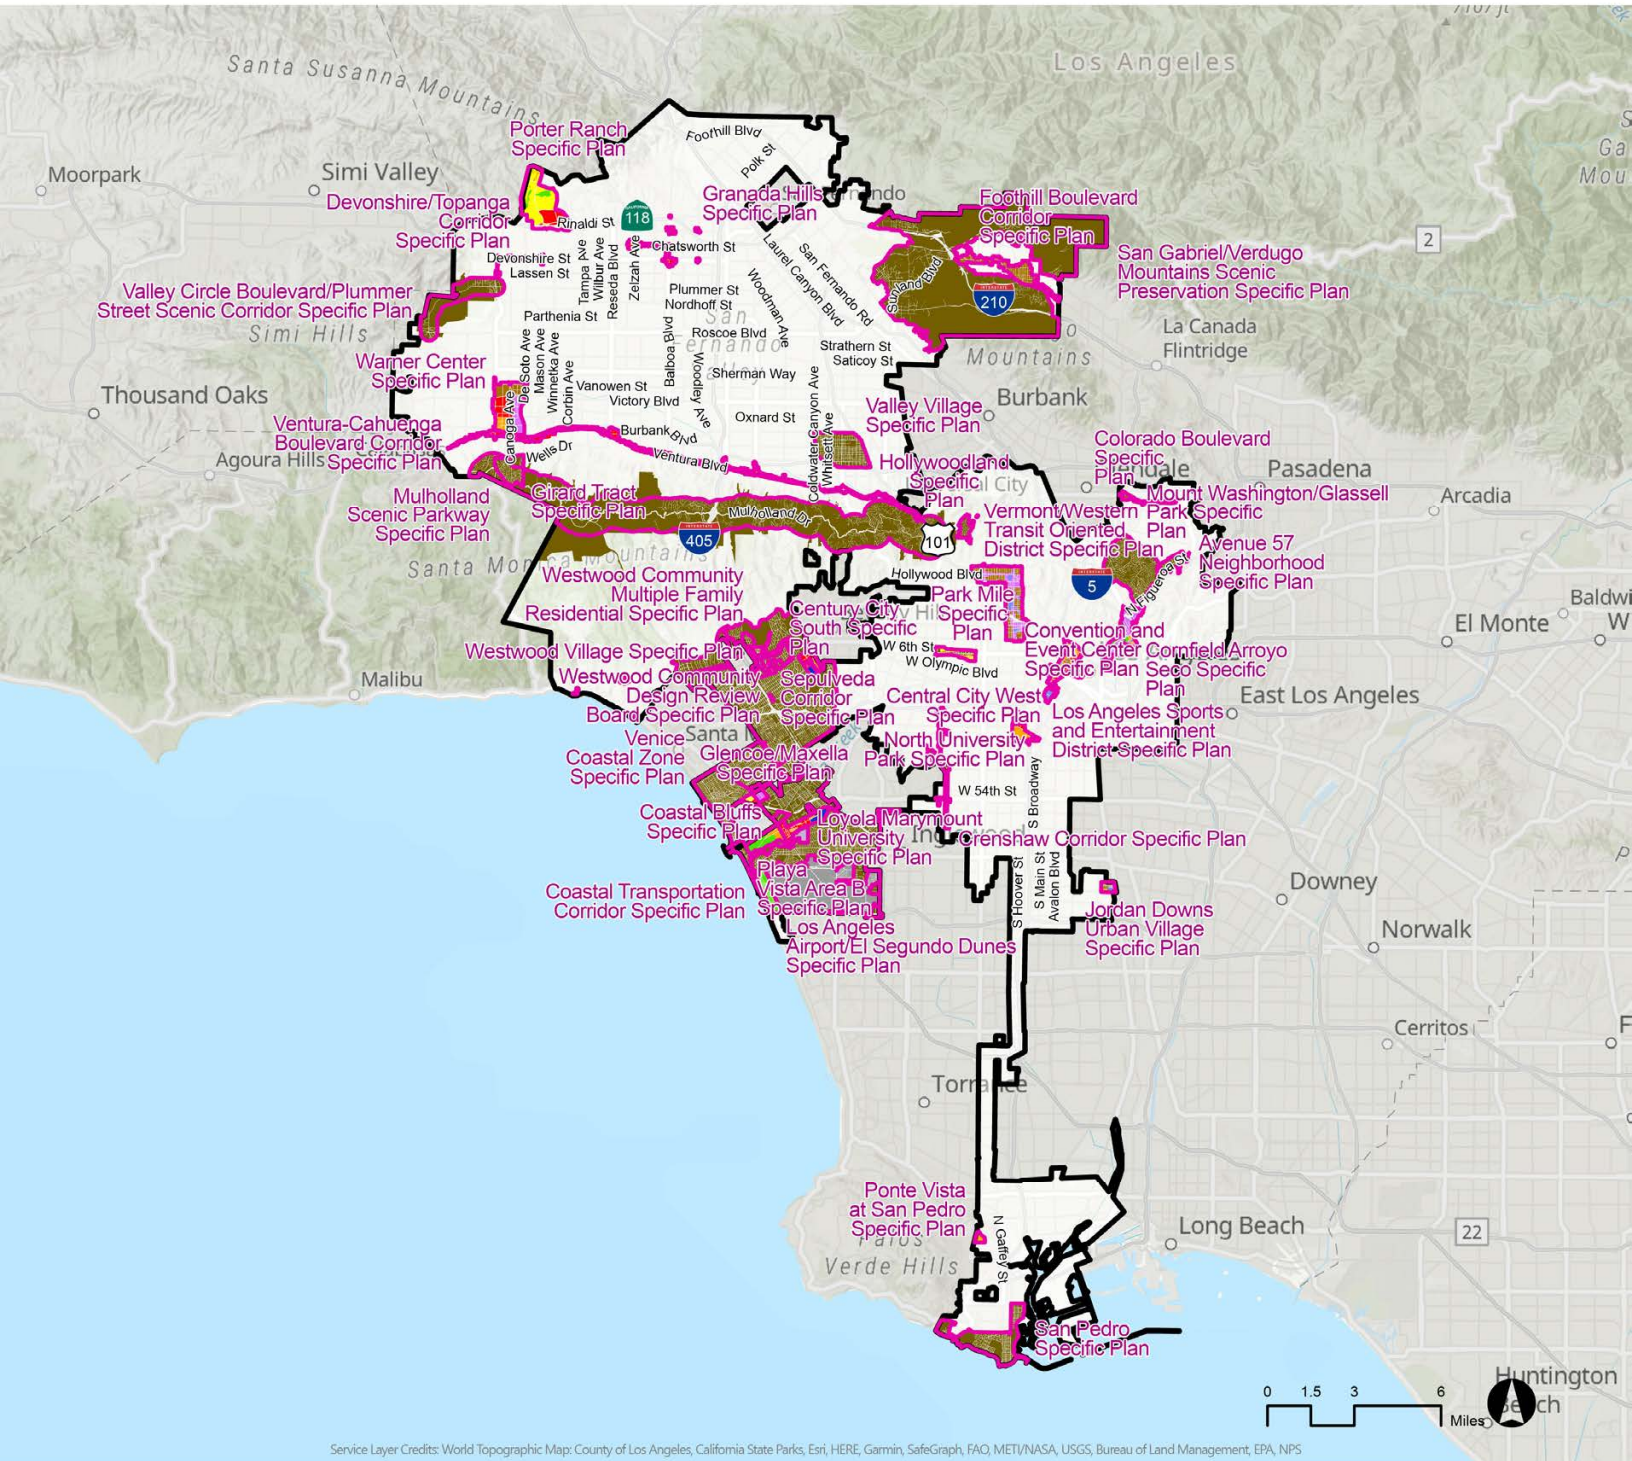 Santa Susanna Mountains
Los Angeles
Moorpark
Simi Valley
Porter Ranch
Specific Plan
Foothill Blvd
Polk St
Devonshire/Topanga
Corridor
Specific Plan
Rinaldi St
CALIFORNIA
118
Granada Hills
Specific Plan
Foothill Boulevard
Corridor
Specific Plan
2
San Gabriel/Verdugo
Mountains Scenic
Preservation Specific Plan
Chatsworth St
Devonshire St
Lassen St
Tampa Ave
Wilbur Ave
Reseda Blvd
Zelzah Ave
Laurel Canyon Blvd
San Fernando Rd
Woodman Ave
Sunland Blvd
INTERSTATE
210
Valley Circle Boulevard/Plummer
Street Scenic Corridor Specific Plan
Simi Hills
Plummer St
Nordhoff St
Parthenia St
San
Fernando
Roscoe Blvd
Strathern St
Saticoy St
La Canada
Flintridge
Mountains
Warner Center
Specific Plan
De Soto Ave
Mason Ave
Winnetka Ave
Corbin Ave
Canoga Ave
Balboa Blvd
Woodley Ave
Sherman Way
Vanowen St
Victory Blvd
Oxnard St
Coldwater Canyon Ave
Whitsett Ave
Thousand Oaks
Burbank
Valley Village
Specific Plan
Ventura-Cahuenga
Boulevard Corridor
Specific Plan
Agoura Hills
Burbank Blvd
Wells Dr
Ventura Blvd
Hollywoodland
Specific
Plan
Colorado Boulevard
Specific
Plan
Pasadena
Arcadia
Mulholland
Scenic Parkway
Specific Plan
Girard Tract
Specific Plan
Mulholland Dr
INTERSTATE
405
101
Vermont/Western
Transit Oriented
District Specific Plan
Mount Washington/Glassell
Park Specific
Plan
Avenue 57
Neighborhood
Specific Plan
N Figueroa St
INTERSTATE
5
Santa Monica Mountains
Westwood Community
Multiple Family
Residential Specific Plan
Hollywood Blvd
Park Mile
Specific
Plan
Century City
South Specific
Plan
El Monte
Westwood Village Specific Plan
W 6th St
W Olympic Blvd
Convention and
Event Center
Specific Plan
Cornfield Arroyo
Seco Specific
Plan
Malibu
Westwood Community
Design Review
Board Specific Plan
Sepulveda
Corridor
Specific Plan
Central City West
Specific Plan
East Los Angeles
Los Angeles Sports
and Entertainment
District Specific Plan
Venice
Coastal Zone
Specific Plan
Glencoe/Maxella
Specific Plan
North University
Park Specific Plan
W 54th St
S Broadway
Coastal Bluffs
Specific Plan
Loyola Marymount
University
Specific Plan
Crenshaw Corridor Specific Plan
Coastal Transportation
Corridor Specific Plan
Playa
Vista Area B
Specific Plan
Los Angeles
Airport/El Segundo Dunes
Specific Plan
S Hoover St
S Main St
Avalon Blvd
Downey
Jordan Downs
Urban Village
Specific Plan
Norwalk
Cerritos
Torrance
Ponte Vista
at San Pedro
Specific Plan
Verde Hills
N Gaffey St
Long Beach
22
San Pedro
Specific Plan
Huntington
0 1.5 3 6
Miles
Service Layer Credits: World Topographic Map: County of Los Angeles, California State Parks, Esri, HERE, Garmin, SafeGraph, FAO, METI/NASA, USGS, Bureau of Land Management, EPA, NPS